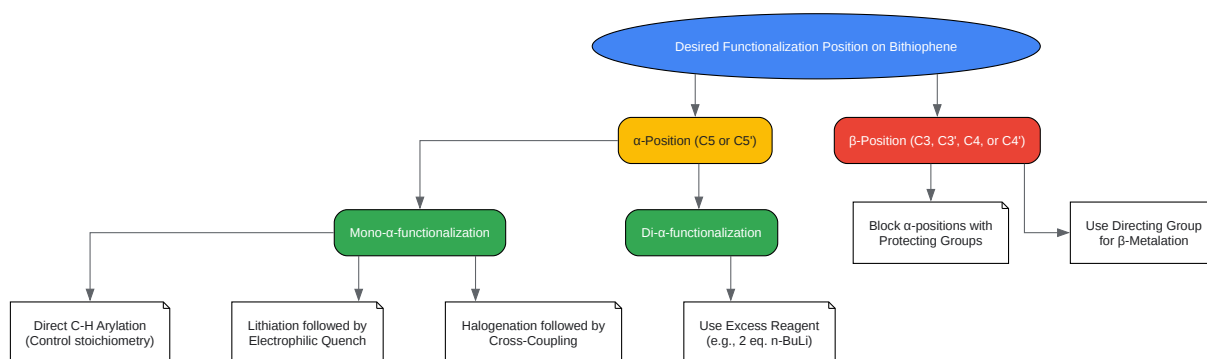 Desired Functionalization Position on Bithiophene
α-Position (C5 or C5')
β-Position (C3, C3', C4, or C4')
Mono-α-functionalization
Di-α-functionalization
Block α-positions with
Protecting Groups
Use Directing Group
for β-Metalation
Direct C-H Arylation
(Control stoichiometry)
Lithiation followed by
Electrophilic Quench
Halogenation followed by
Cross-Coupling
Use Excess Reagent
(e.g., 2 eq. n-BuLi)